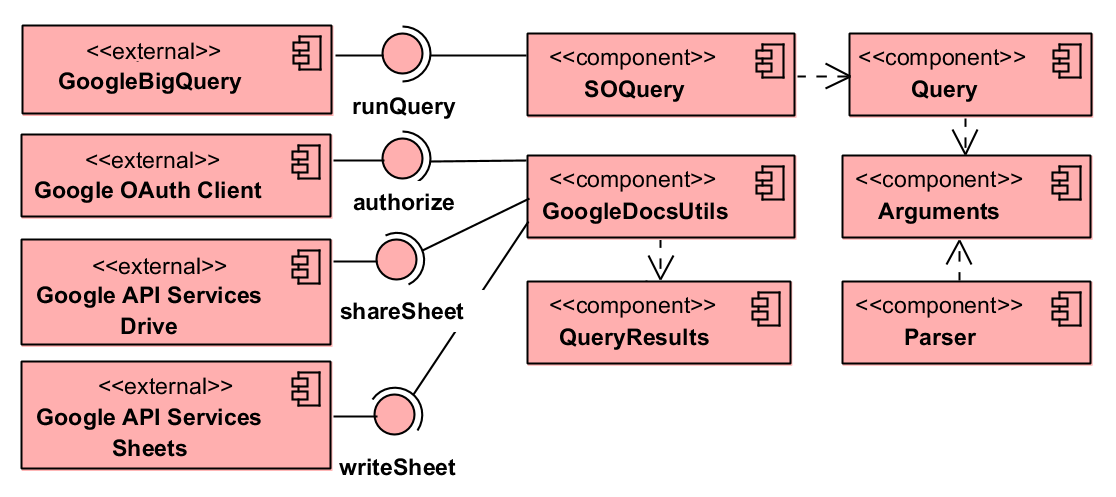 <<external>>
GoogleBigQuery
runQuery
<<component>>
SOQuery
<<component>>
Query
<<external>>
Google OAuth Client
authorize
<<component>>
GoogleDocsUtils
<<component>>
Arguments
<<external>>
Google API Services
Drive
shareSheet
<<component>>
QueryResults
<<component>>
Parser
<<external>>
Google API Services
Sheets
writeSheet